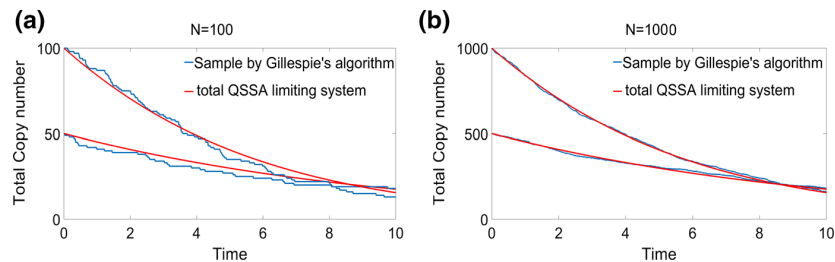 (a)
N=100
Total Copy number
100
50
0
Sample by Gillespie's algorithm
total QSSA limiting system
0 2 4 6 8 10
Time
(b)
N=1000
Total Copy number
1000
500
0
Sample by Gillespie's algorithm
total QSSA limiting system
0 2 4 6 8 10
Time